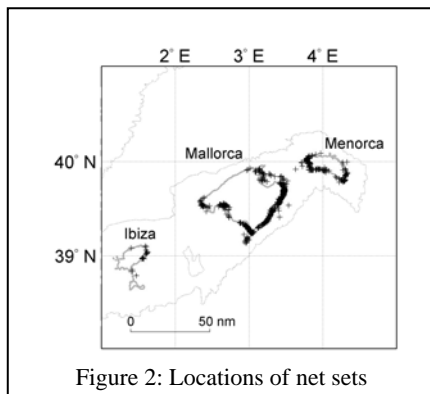 2° E 3° E 4° E
Menorca
Mallorca
40° N
Ibiza
39° N
0 50 nm
Figure 2: Locations of net sets